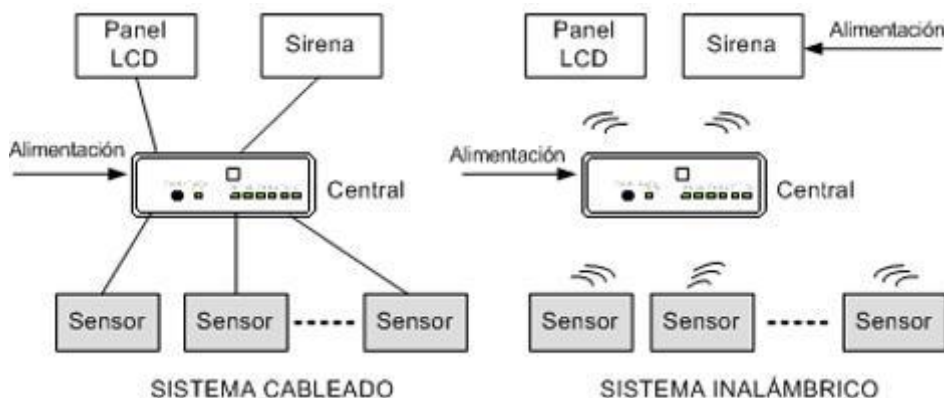 Panel
LCD
Sirena
Alimentación
Central
Sensor
Sensor
Sensor
SISTEMA CABLEADO
Panel
LCD
Sirena
Alimentación
Alimentación
Central
Sensor
Sensor
Sensor
SISTEMA INALÁMBRICO